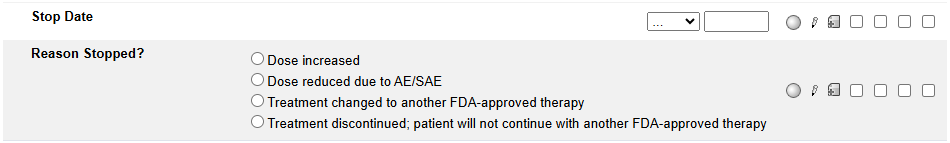 Stop Date
...
Reason Stopped?
Dose increased
Dose reduced due to AE/SAE
Treatment changed to another FDA-approved therapy
Treatment discontinued; patient will not continue with another FDA-approved therapy